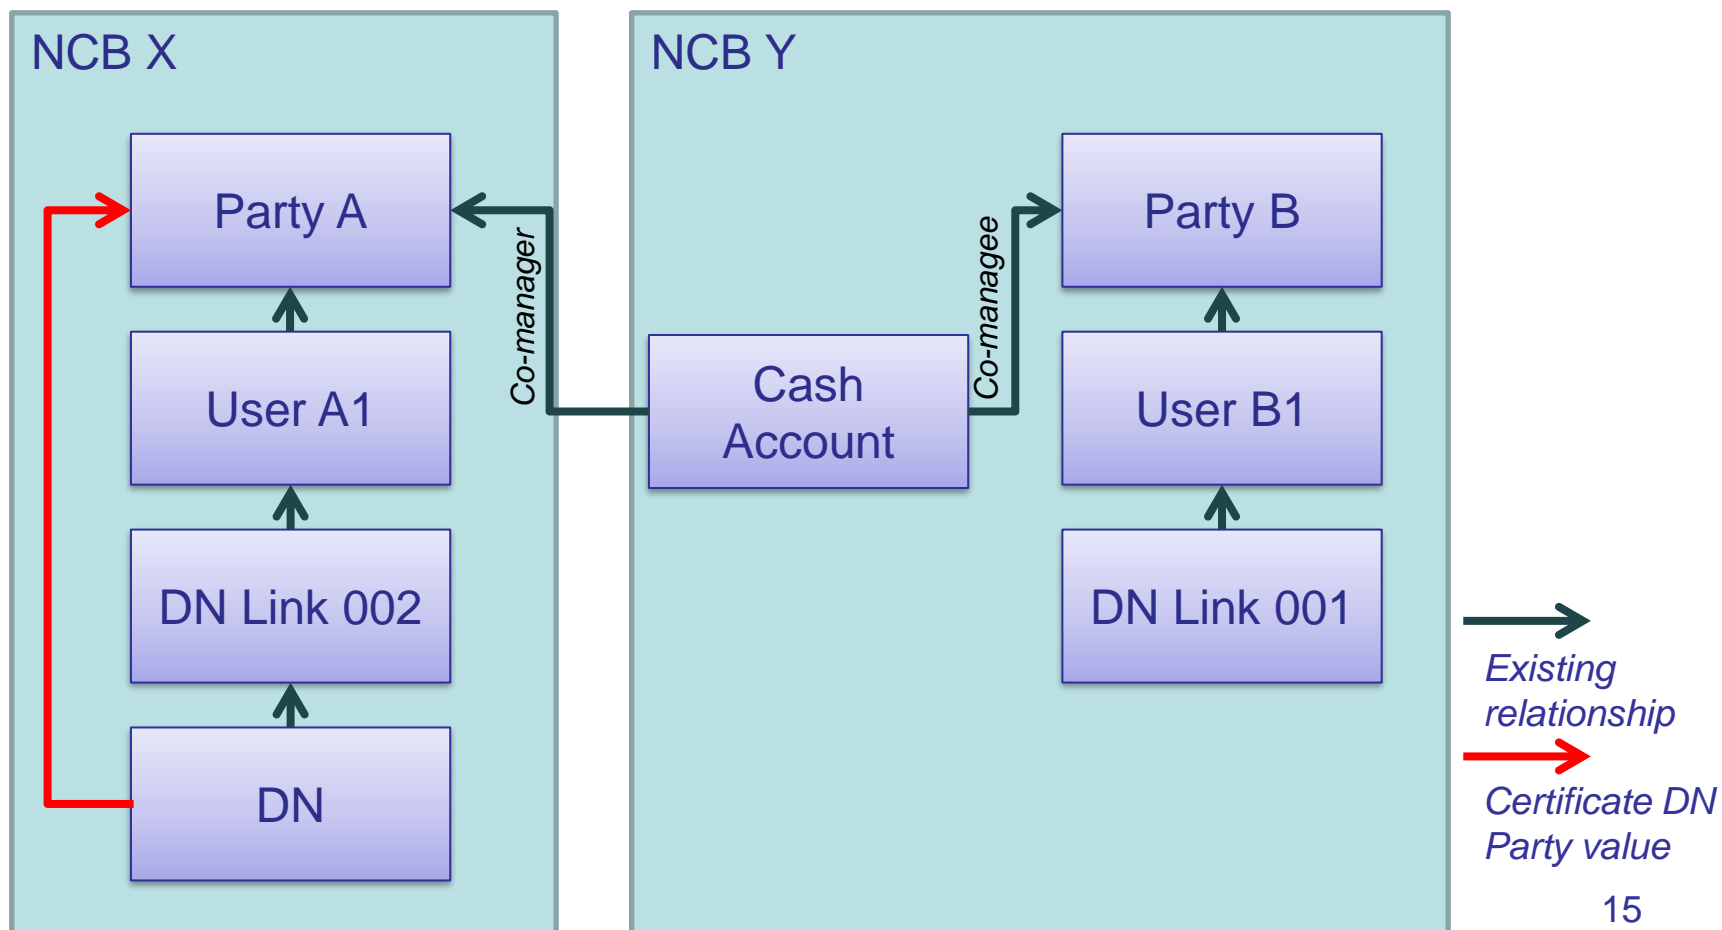 NCB X
NCB Y
Party A
Party B
Co-manager
Co-managee
User A1
Cash
Account
User B1
DN Link 002
DN Link 001
DN
Existing
relationship
Certificate DN
Party value
15